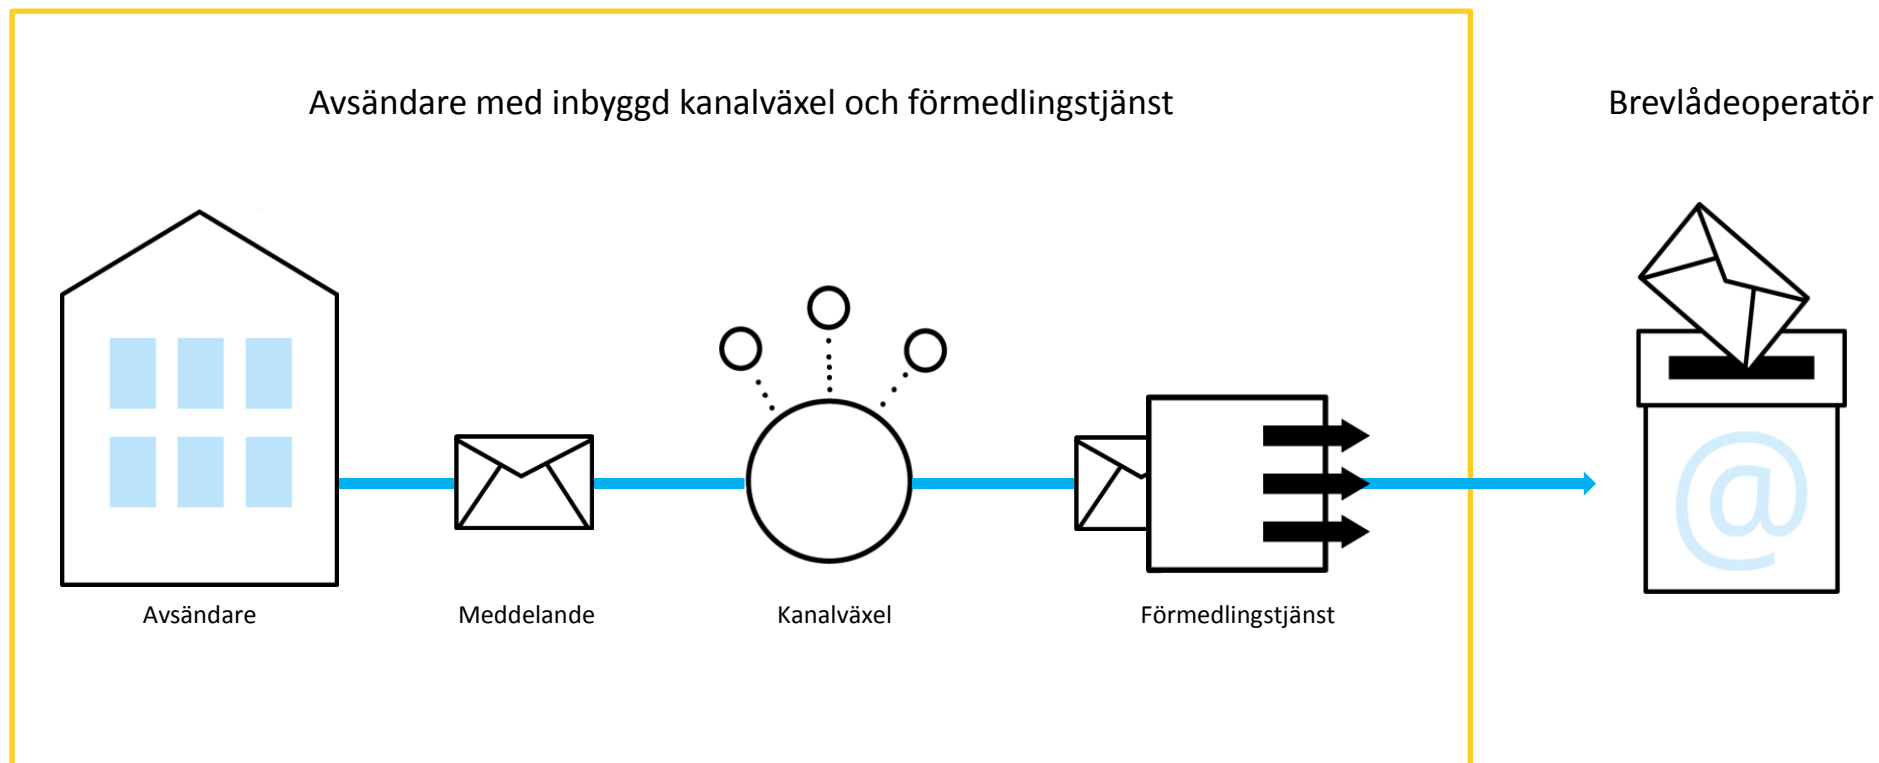 Avsändare med inbyggd kanalväxel och förmedlingstjänst
Brevlådeoperatör
@
Avsändare
Meddelande
Kanalväxel
Förmedlingstjänst